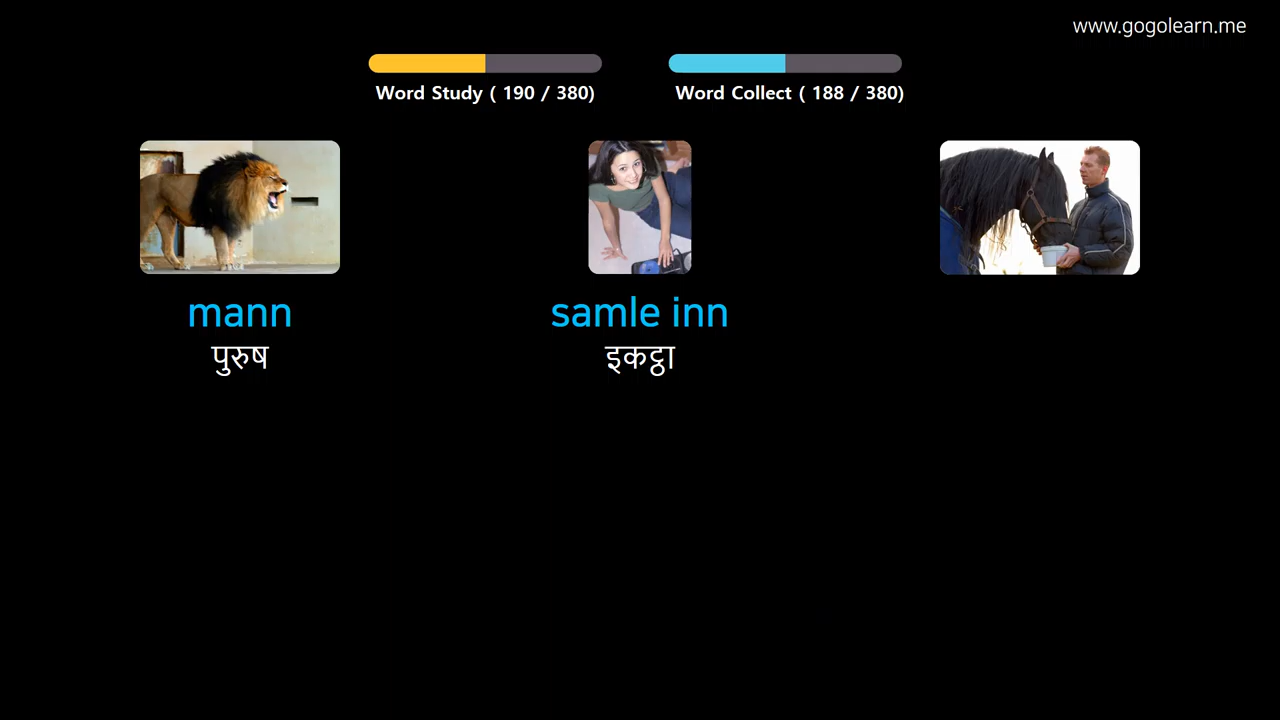 www.gogolearn.me
Word Study ( 190 / 380)
Word Collect ( 188 / 380)
mann
पुरुष
samle inn
इकट्ठा